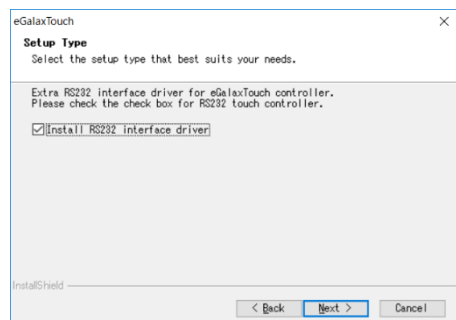 eGalaxTouch
Setup Type
Select the setup type that best suits your needs.
Extra RS232 interface driver for eGalaxTouch controller.
Please check the check box for RS232 touch controller.
Install RS232 interface driver
InstallShield
< Back Next > Cancel